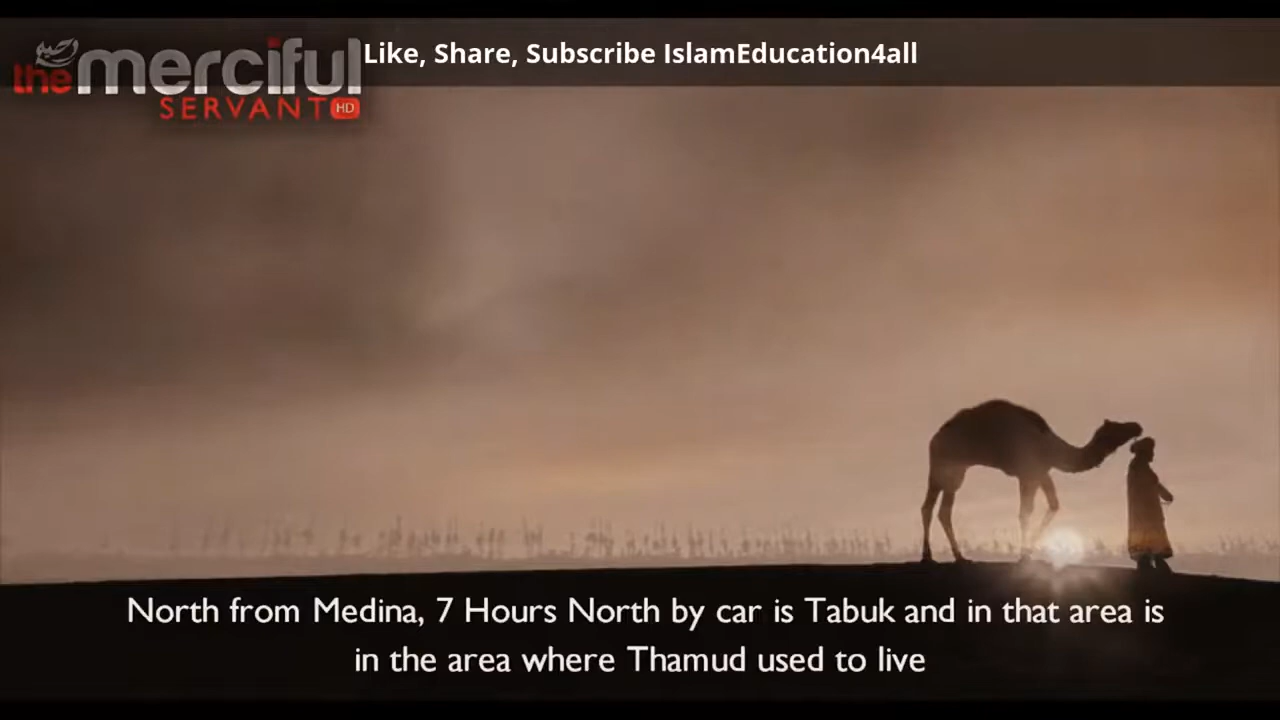 the merciful
SERVANT HD
Like, Share, Subscribe IslamEducation4all
North from Medina, 7 Hours North by car is Tabuk and in that area is
in the area where Thamud used to live